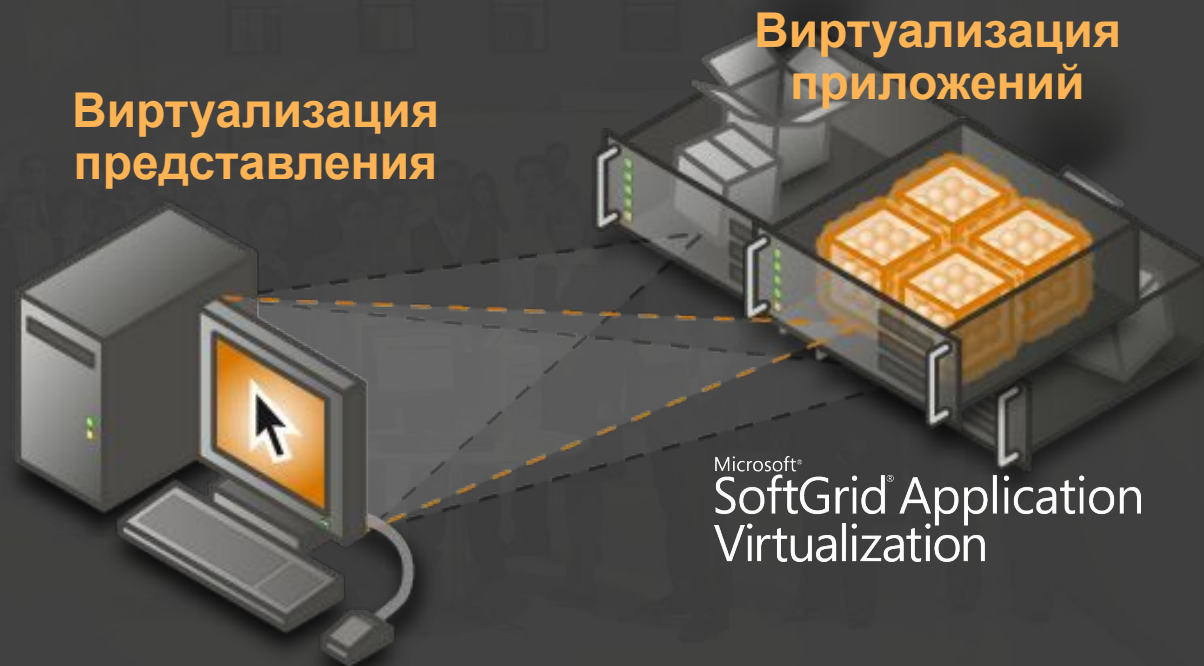 Виртуализация
представления
Виртуализация
приложений
Microsoft®
SoftGrid® Application
Virtualization